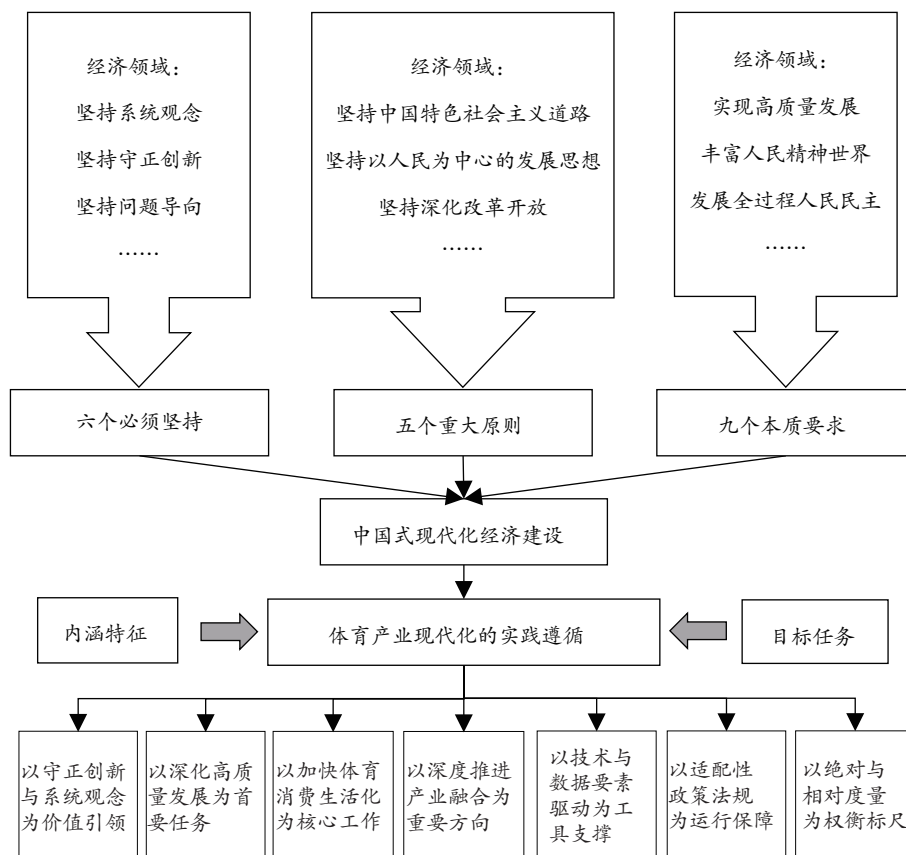 经济领域：
坚持系统观念
坚持守正创新
坚持问题导向
……
经济领域：
坚持中国特色社会主义道路
坚持以人民为中心的发展思想
坚持深化改革开放
……
经济领域：
实现高质量发展
丰富人民精神世界
发展全过程人民民主
……
六个必须坚持
五个重大原则
九个本质要求
中国式现代化经济建设
内涵特征
体育产业现代化的实践遵循
目标任务
以守正创新
与系统观念
为价值引领
以深化高质
量发展为首
要任务
以加快体育
消费生活化
为核心工作
以深度推进
产业融合为
重要方向
以技术与
数据要素
驱动为工
具支撑
以适配性
政策法规
为运行保障
以绝对与
相对度量
为权衡标尺